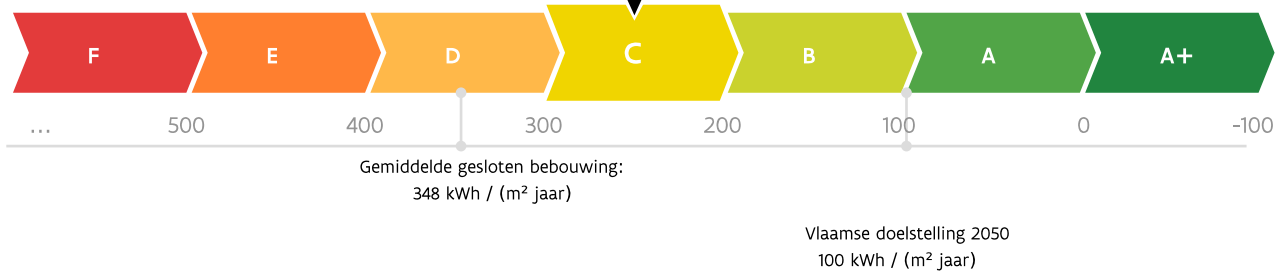 F E D C B A A+
... 500 400 300 200 100 0 -100
Gemiddelde gesloten bebouwing:
348 kWh / (m² jaar)
Vlaamse doelstelling 2050
100 kWh / (m² jaar)